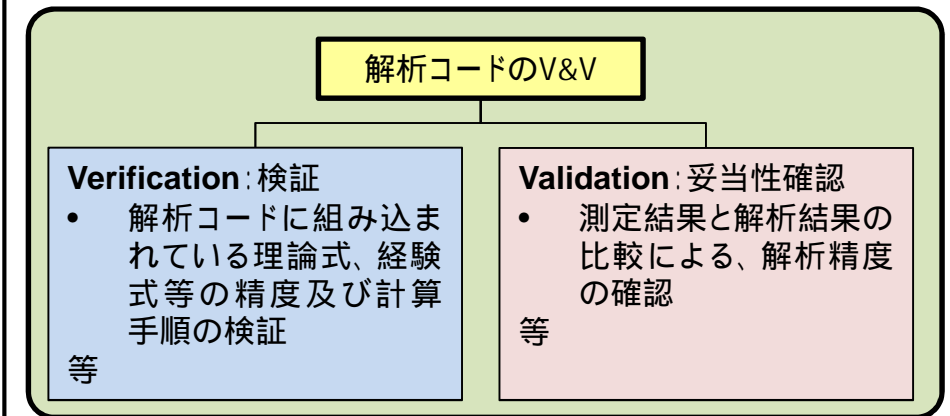 解析コードのV&V
Verification：検証
• 解析コードに組み込ま
れている理論式、経験
式等の精度及び計算
手順の検証
等
Validation：妥当性確認
• 測定結果と解析結果の
比較による、解析精度
の確認
等